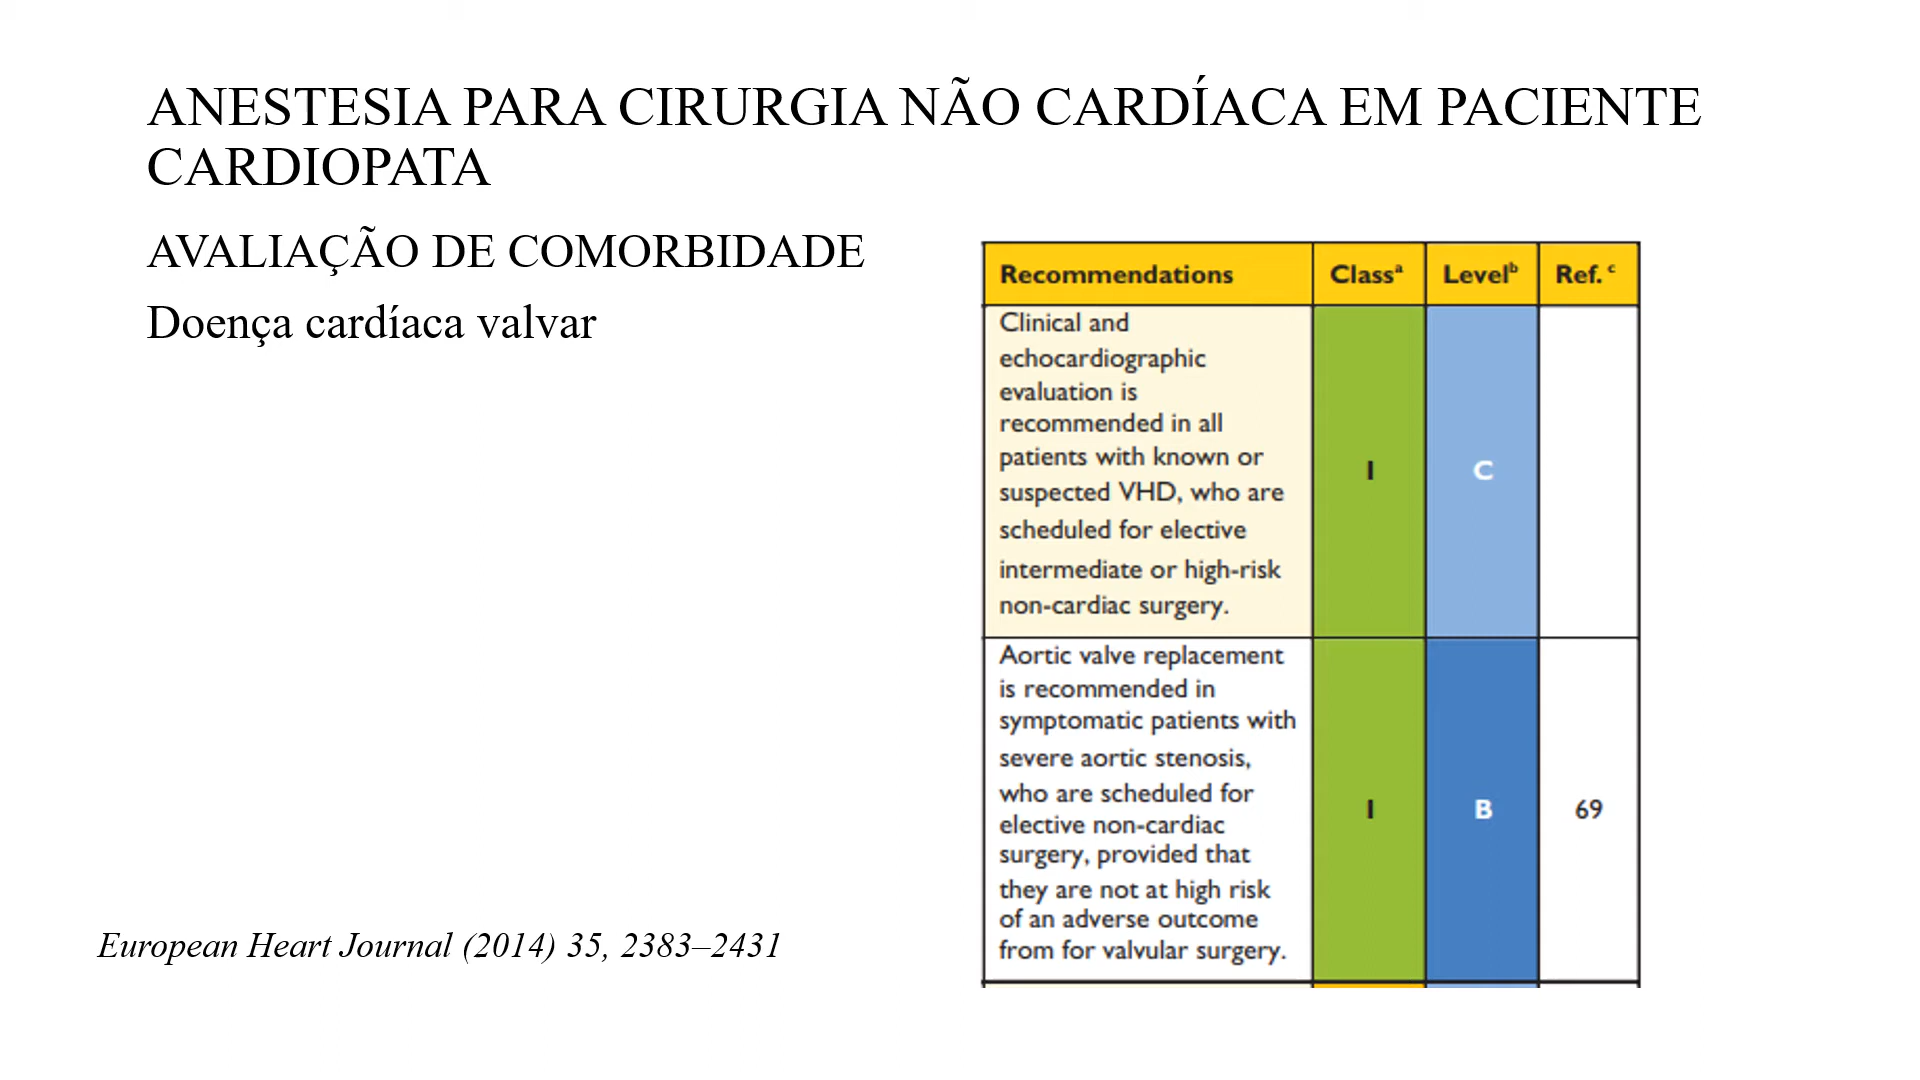 ANESTESIA PARA CIRURGIA NÃO CARDÍACA EM PACIENTE
CARDIOPATA
AVALIAÇÃO DE COMORBIDADE
Doença cardíaca valvar
Recommendations Classᵃ Levelᵇ Ref. ᶜ
Clinical and
echocardiographic
evaluation is
recommended in all
patients with known or
suspected VHD, who are
scheduled for elective
intermediate or high-risk
non-cardiac surgery.
I
C
Aortic valve replacement
is recommended in
symptomatic patients with
severe aortic stenosis,
who are scheduled for
elective non-cardiac
surgery, provided that
they are not at high risk
of an adverse outcome
from for valvular surgery.
I
B
69
European Heart Journal (2014) 35, 2383–2431